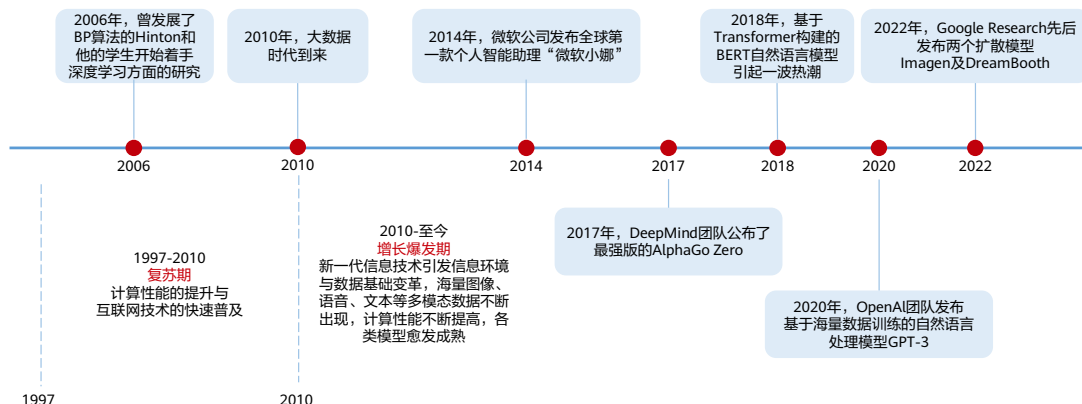 2006年，曾发展了
BP算法的Hinton和
他的学生开始着手
深度学习方面的研究
2010年，大数据
时代到来
2014年，微软公司发布全球第
一款个人智能助理“微软小娜”
2018年，基于
Transformer构建的
BERT自然语言模型
引起一波热潮
2022年，Google Research先后
发布两个扩散模型
Imagen及DreamBooth
2006
2010
2014
2017
2018
2020
2022
2017年，DeepMind团队公布了
最强版的AlphaGo Zero
2020年，OpenAI团队发布
基于海量数据训练的自然语言
处理模型GPT-3
1997-2010
复苏期
计算性能的提升与
互联网技术的快速普及
2010-至今
增长爆发期
新一代信息技术引发信息环境
与数据基础变革，海量图像、
语音、文本等多模态数据不断
出现，计算性能不断提高，各
类模型愈发成熟
1997
2010